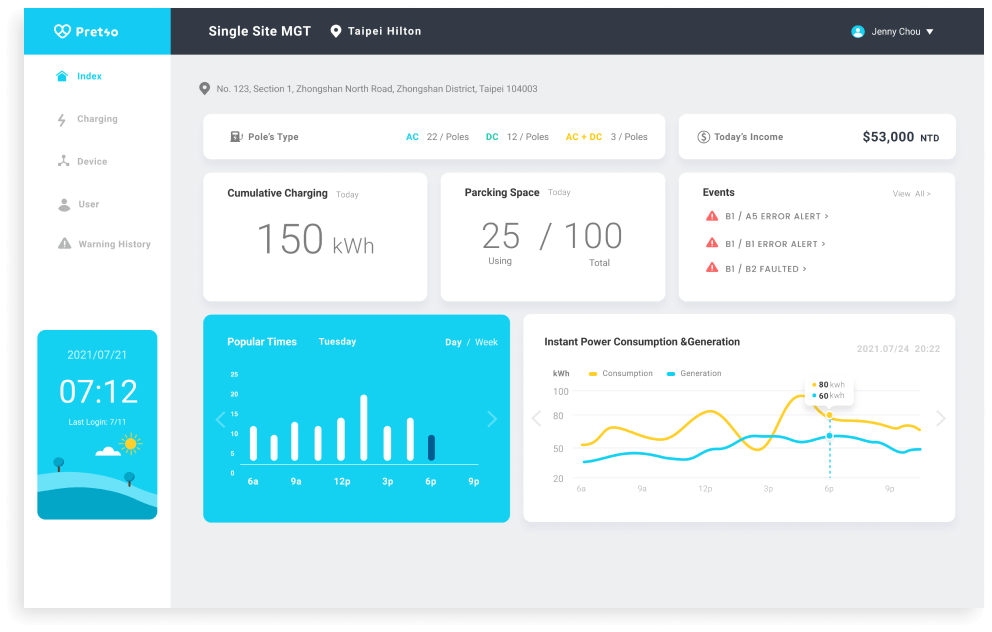 Pretso
Single Site MGT Taipei Hilton
Jenny Chou
Index
Charging
Device
User
Warning History
2021/07/21
07:12
Last Login: 7/11
No. 123, Section 1, Zhongshan North Road, Zhongshan District, Taipei 104003
Pole's Type AC 22 / Poles DC 12 / Poles AC + DC 3 / Poles
$ Today's Income $53,000 NTD
Cumulative Charging Today
150 kWh
Parcking Space Today
25 / 100
Using Total
Events View All >
B1 / A5 ERROR ALERT >
B1 / B1 ERROR ALERT >
B1 / B2 FAULTED >
Popular Times Tuesday Day / Week
25
20
15
10
5
0
6a 9a 12p 3p 6p 9p
Instant Power Consumption &Generation
2021.07/24 20:22
kWh Consumption Generation
80 kwh
60 kwh
100
80
50
20
6a 9a 12p 3p 6p 9p